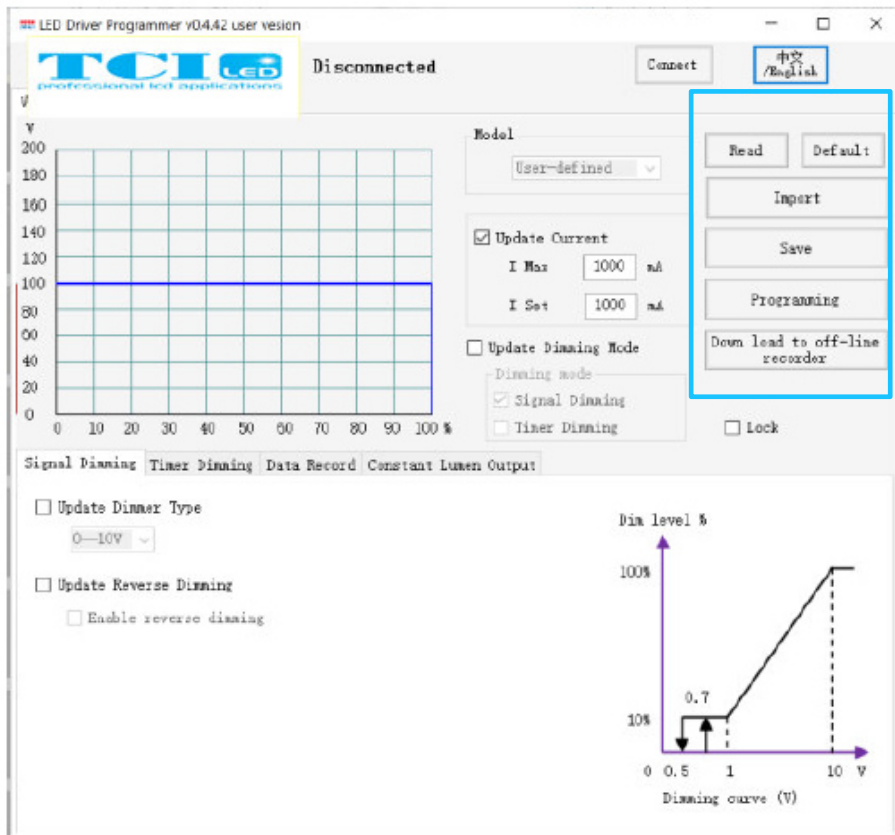 LED Driver Programmer v0.4.42 user vesion
TCI LED
professional led applications
Disconnected
Connect
中文
/English
V
200
180
160
140
120
100
80
60
40
20
0
0 10 20 30 40 50 60 70 80 90 100 %
Model
User-defined
Update Current
I Max 1000 mA
I Set 1000 mA
Update Dimming Mode
Dimming mode
Signal Dimming
Timer Dimming
Read Default
Import
Save
Programming
Down load to off-line
recorder
Lock
Signal Dimming Timer Dimming Data Record Constant Lumen Output
Update Dimmer Type
0—10V
Update Reverse Dimming
Enable reverse dimming
Dim level %
100%
0.7
10%
0 0.5 1 10 V
Dimming curve (V)